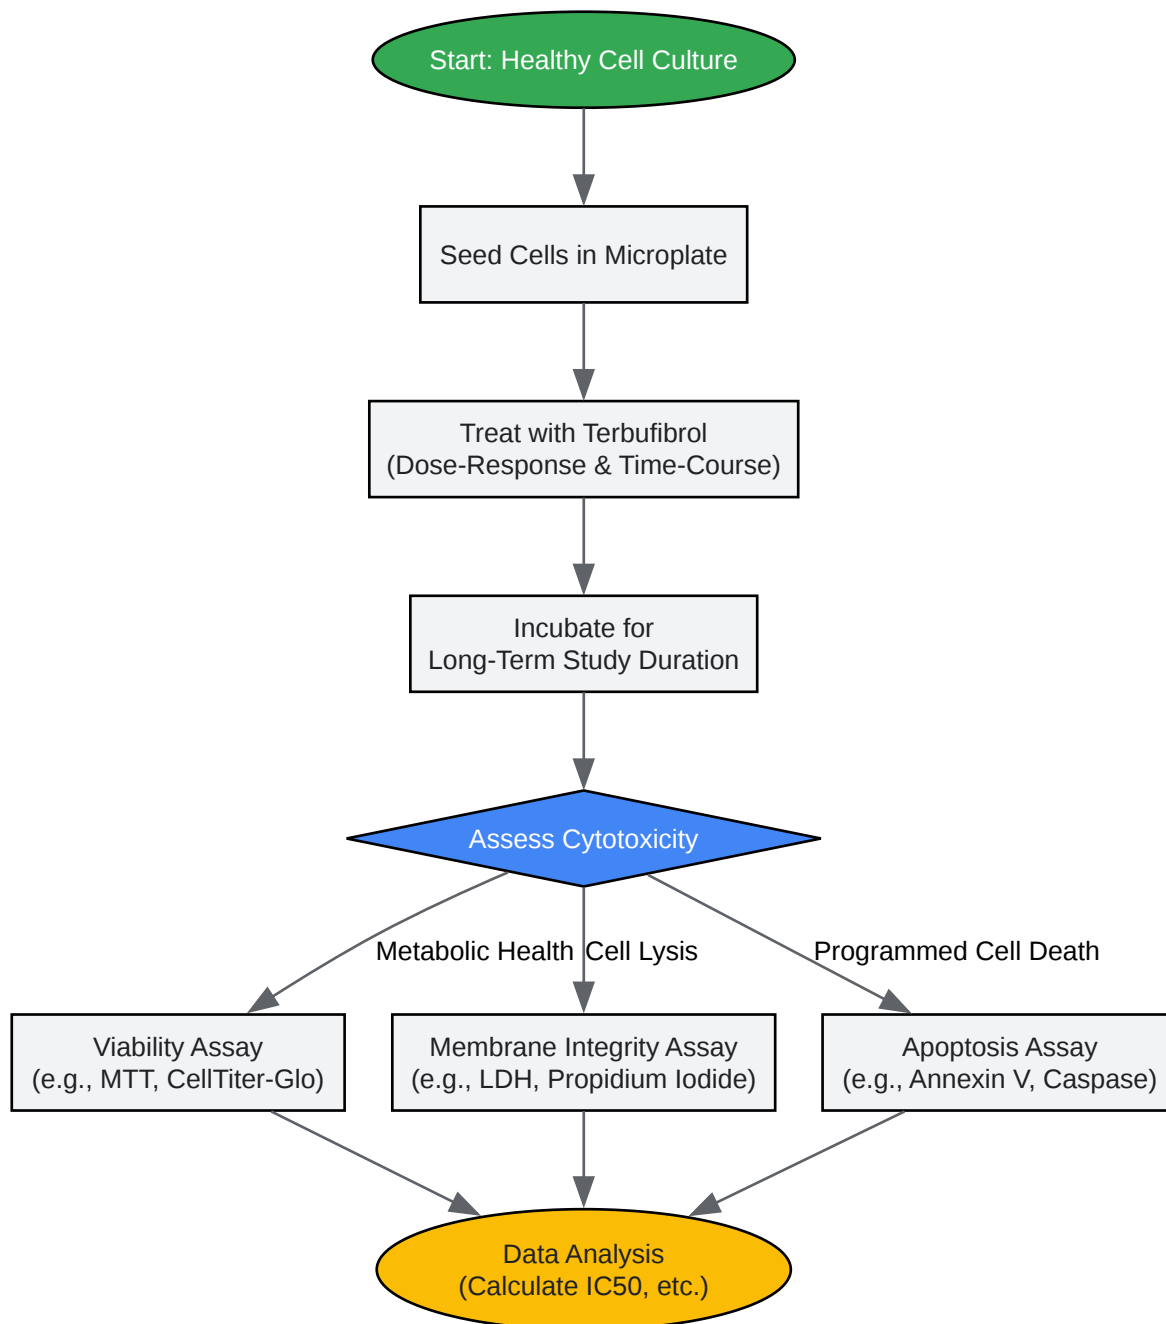 Start: Healthy Cell Culture
Seed Cells in Microplate
Treat with Terbufibrol
(Dose-Response & Time-Course)
Incubate for
Long-Term Study Duration
Assess Cytotoxicity
Metabolic Health
Cell Lysis
Programmed Cell Death
Viability Assay
(e.g., MTT, CellTiter-Glo)
Membrane Integrity Assay
(e.g., LDH, Propidium Iodide)
Apoptosis Assay
(e.g., Annexin V, Caspase)
Data Analysis
(Calculate IC50, etc.)